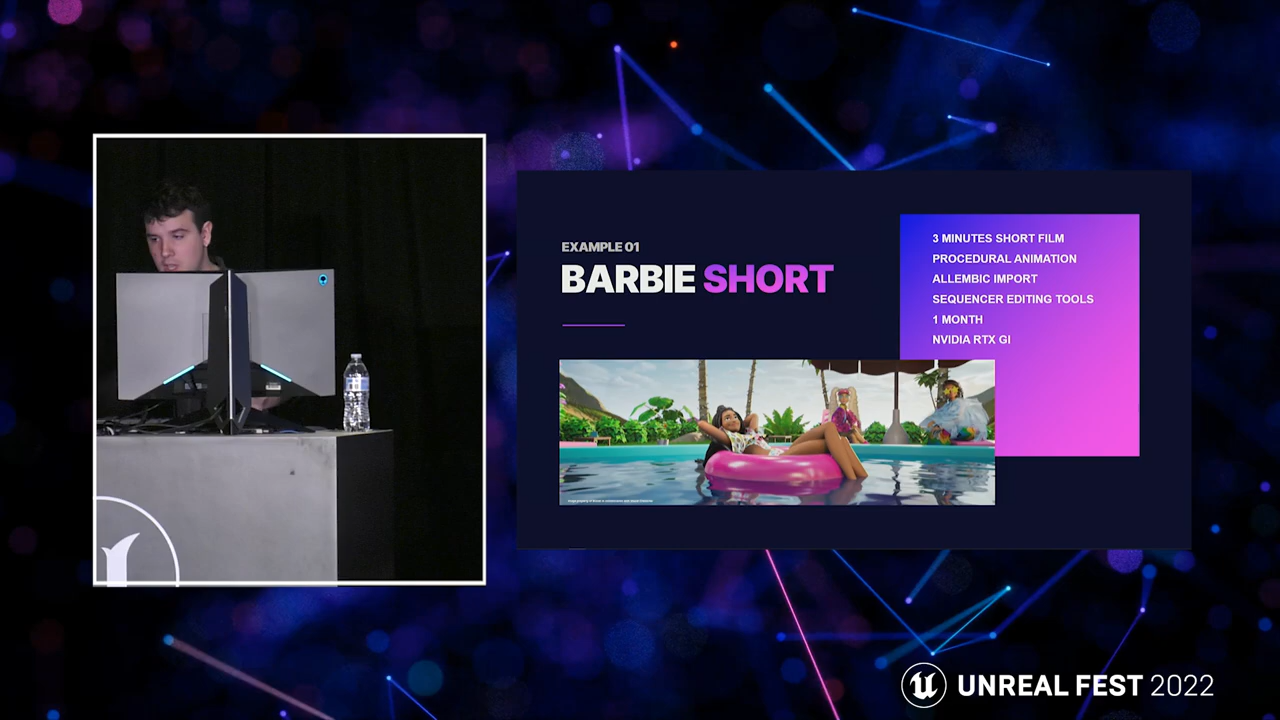 EXAMPLE 01
BARBIE SHORT
3 MINUTES SHORT FILM
PROCEDURAL ANIMATION
ALLEMBIC IMPORT
SEQUENCER EDITING TOOLS
1 MONTH
NVIDIA RTX GI
UNREAL FEST 2022